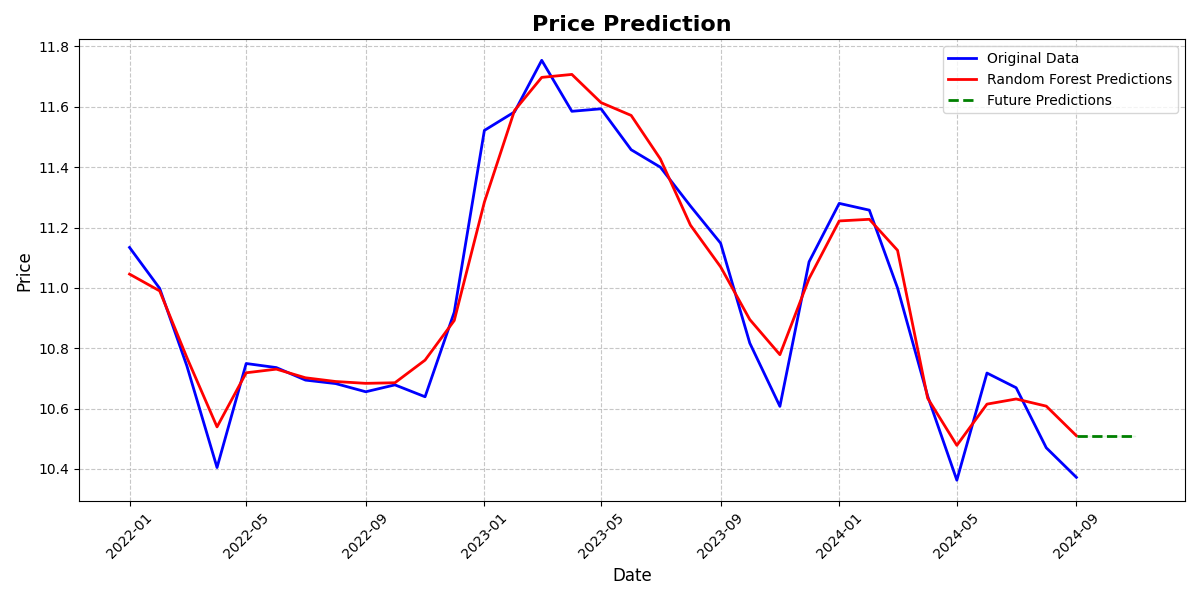 Price Prediction
Original Data
Random Forest Predictions
Future Predictions
Price
11.8
11.6
11.4
11.2
11.0
10.8
10.6
10.4
2022-01
2022-05
2022-09
2023-01
2023-05
2023-09
2024-01
2024-05
2024-09
Date